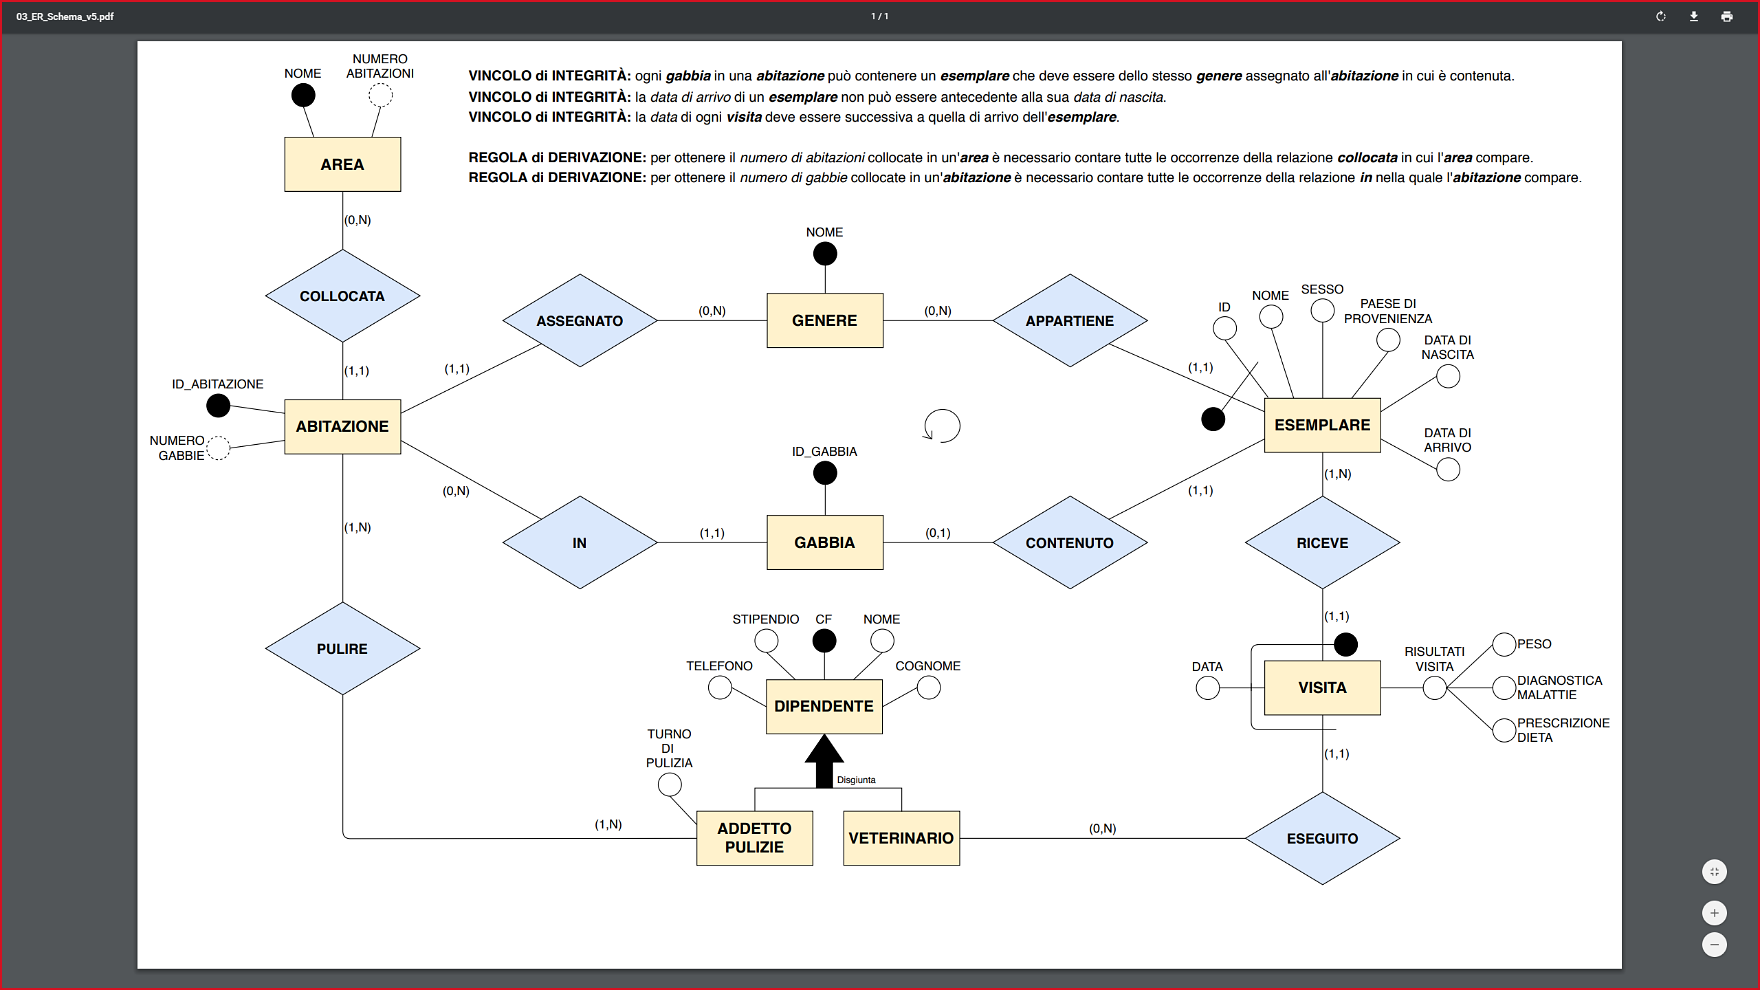 03_ER_Schema_v5.pdf
1 / 1
NOME
NUMERO
ABITAZIONI
VINCOLO di INTEGRITÀ: ogni gabbia in una abitazione può contenere un esemplare che deve essere dello stesso genere assegnato all'abitazione in cui è contenuta.
VINCOLO di INTEGRITÀ: la data di arrivo di un esemplare non può essere antecedente alla sua data di nascita.
VINCOLO di INTEGRITÀ: la data di ogni visita deve essere successiva a quella di arrivo dell'esemplare.
REGOLA di DERIVAZIONE: per ottenere il numero di abitazioni collocate in un'area è necessario contare tutte le occorrenze della relazione collocata in cui l'area compare.
REGOLA di DERIVAZIONE: per ottenere il numero di gabbie collocate in un'abitazione è necessario contare tutte le occorrenze della relazione in nella quale l'abitazione compare.
AREA
(0,N)
COLLOCATA
(1,1)
NOME
ASSEGNATO
(0,N)
GENERE
(0,N)
APPARTIENE
(1,1)
(1,1)
ID
NOME
SESSO
PAESE DI
PROVENIENZA
DATA DI
NASCITA
ID_ABITAZIONE
NUMERO
GABBIE
ABITAZIONE
ESEMPLARE
DATA DI
ARRIVO
ID_GABBIA
(0,N)
(1,1)
(1,N)
(1,N)
IN
(1,1)
GABBIA
(0,1)
CONTENUTO
RICEVE
(1,1)
PULIRE
STIPENDIO
CF
NOME
TELEFONO
COGNOME
DIPENDENTE
DATA
VISITA
RISULTATI
VISITA
PESO
DIAGNOSTICA
MALATTIE
PRESCRIZIONE
DIETA
TURNO
DI
PULIZIA
Disgiunta
(1,1)
(1,N)
ADDETTO
PULIZIE
VETERINARIO
(0,N)
ESEGUITO